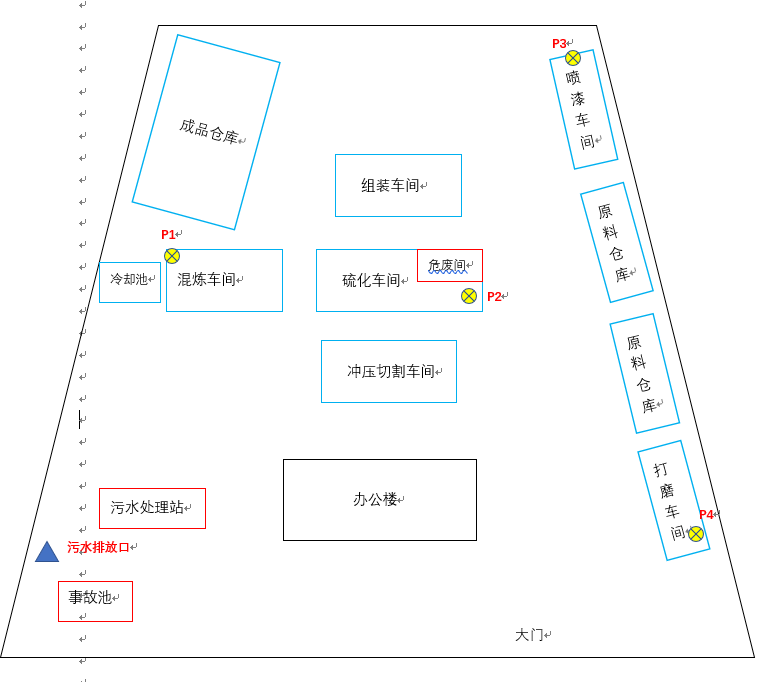 P3
喷漆车间
成品仓库
组装车间
原料仓库
P1
冷却池
混炼车间
硫化车间
危废间
P2
原料仓库
冲压切割车间
打磨车间
P4
办公楼
污水处理站
污水排放口
事故池
大门